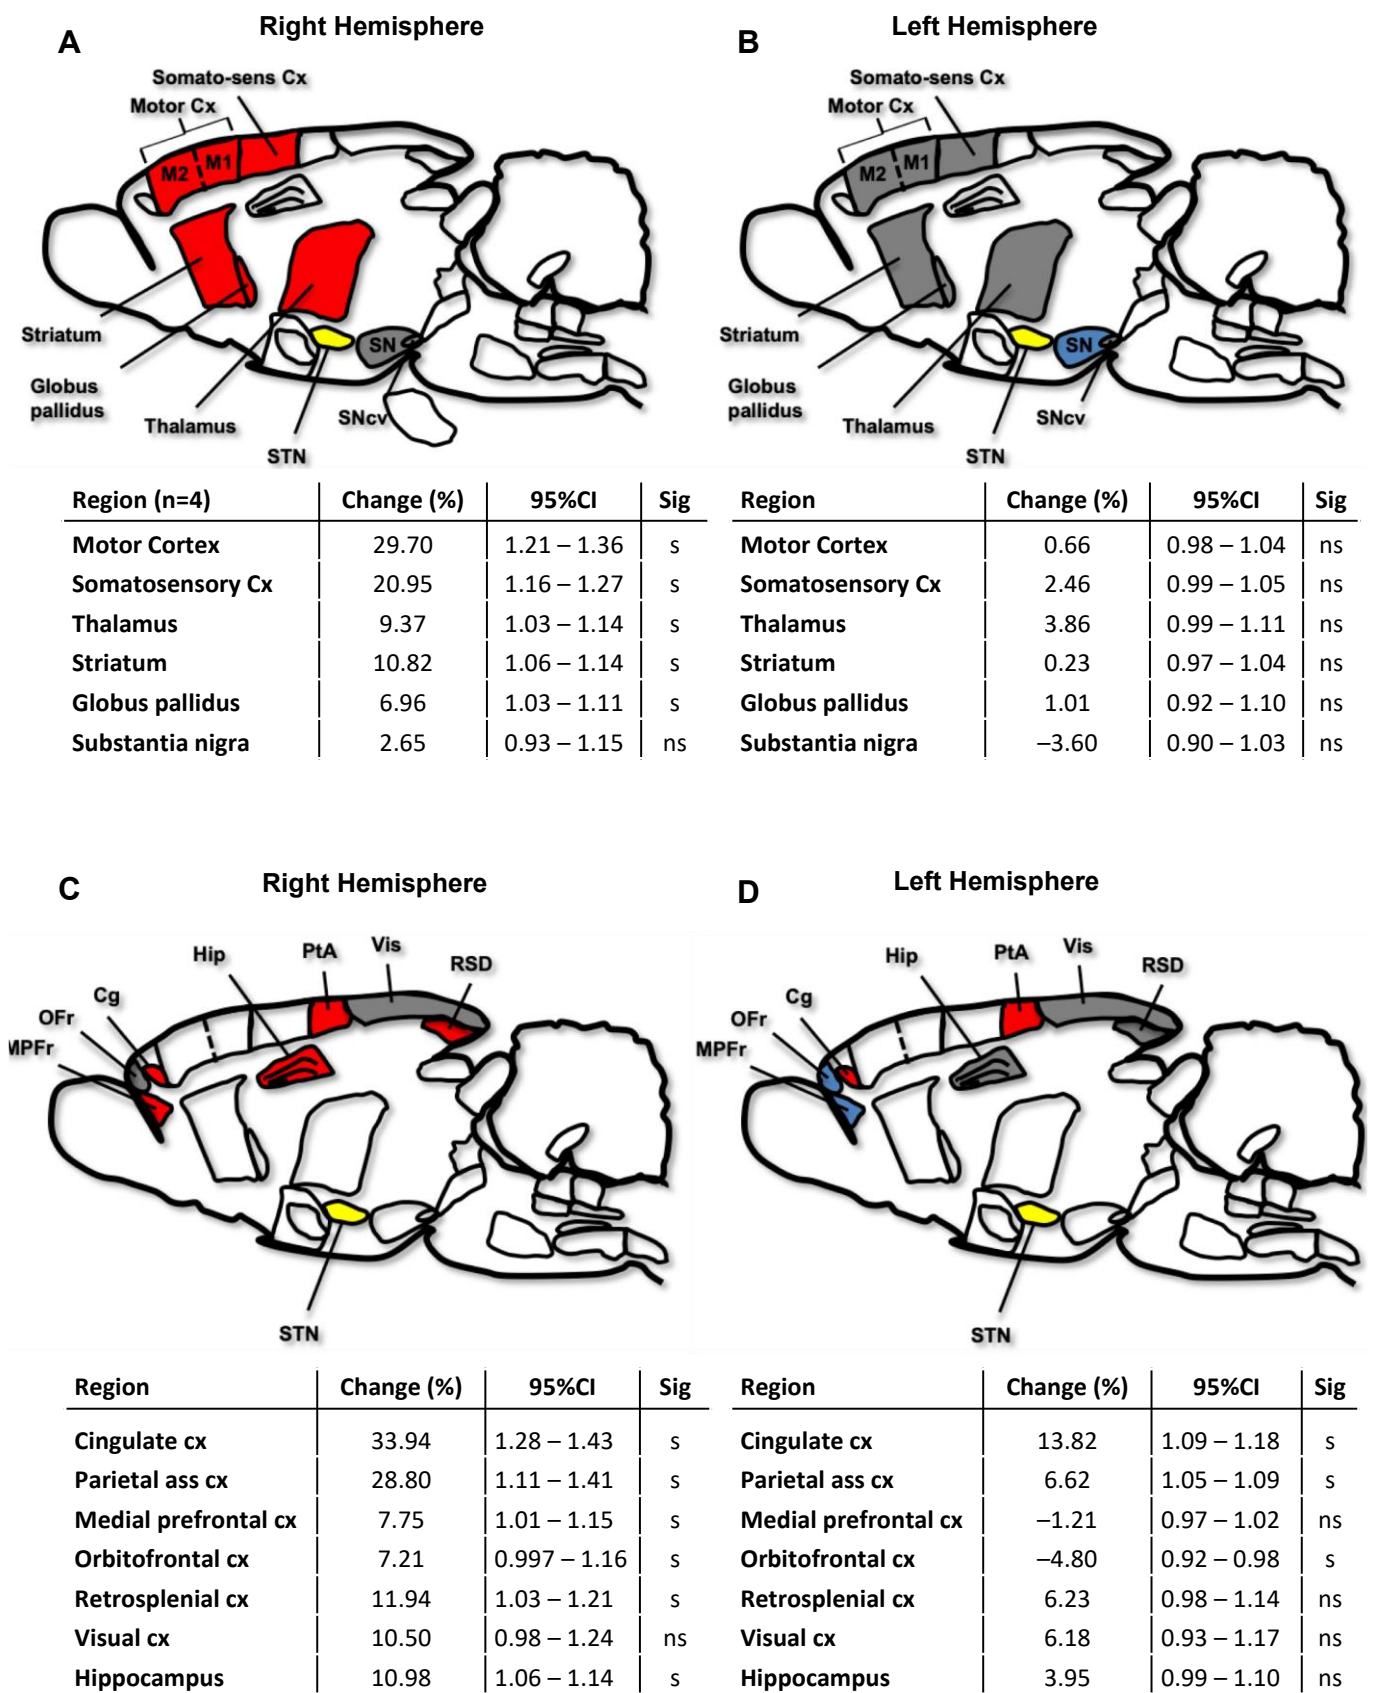 A
Right Hemisphere
B
Left Hemisphere
Somato-sens Cx
Motor Cx
M2
M1
Striatum
Globus
pallidus
Thalamus
STN
SN
SNcv
Somato-sens Cx
Motor Cx
M2
M1
Striatum
Globus
pallidus
Thalamus
STN
SN
SNcv
Region (n=4) Change (%) 95%CI Sig
Motor Cortex 29.70 1.21 – 1.36 s
Somatosensory Cx 20.95 1.16 – 1.27 s
Thalamus 9.37 1.03 – 1.14 s
Striatum 10.82 1.06 – 1.14 s
Globus pallidus 6.96 1.03 – 1.11 s
Substantia nigra 2.65 0.93 – 1.15 ns
Region Change (%) 95%CI Sig
Motor Cortex 0.66 0.98 – 1.04 ns
Somatosensory Cx 2.46 0.99 – 1.05 ns
Thalamus 3.86 0.99 – 1.11 ns
Striatum 0.23 0.97 – 1.04 ns
Globus pallidus 1.01 0.92 – 1.10 ns
Substantia nigra –3.60 0.90 – 1.03 ns
C
Right Hemisphere
D
Left Hemisphere
Hip
PtA
Vis
RSD
Cg
OFr
MPFr
STN
Hip
PtA
Vis
RSD
Cg
OFr
MPFr
STN
Region Change (%) 95%CI Sig
Cingulate cx 33.94 1.28 – 1.43 s
Parietal ass cx 28.80 1.11 – 1.41 s
Medial prefrontal cx 7.75 1.01 – 1.15 s
Orbitofrontal cx 7.21 0.997 – 1.16 s
Retrosplenial cx 11.94 1.03 – 1.21 s
Visual cx 10.50 0.98 – 1.24 ns
Hippocampus 10.98 1.06 – 1.14 s
Region Change (%) 95%CI Sig
Cingulate cx 13.82 1.09 – 1.18 s
Parietal ass cx 6.62 1.05 – 1.09 s
Medial prefrontal cx –1.21 0.97 – 1.02 ns
Orbitofrontal cx –4.80 0.92 – 0.98 s
Retrosplenial cx 6.23 0.98 – 1.14 ns
Visual cx 6.18 0.93 – 1.17 ns
Hippocampus 3.95 0.99 – 1.10 ns